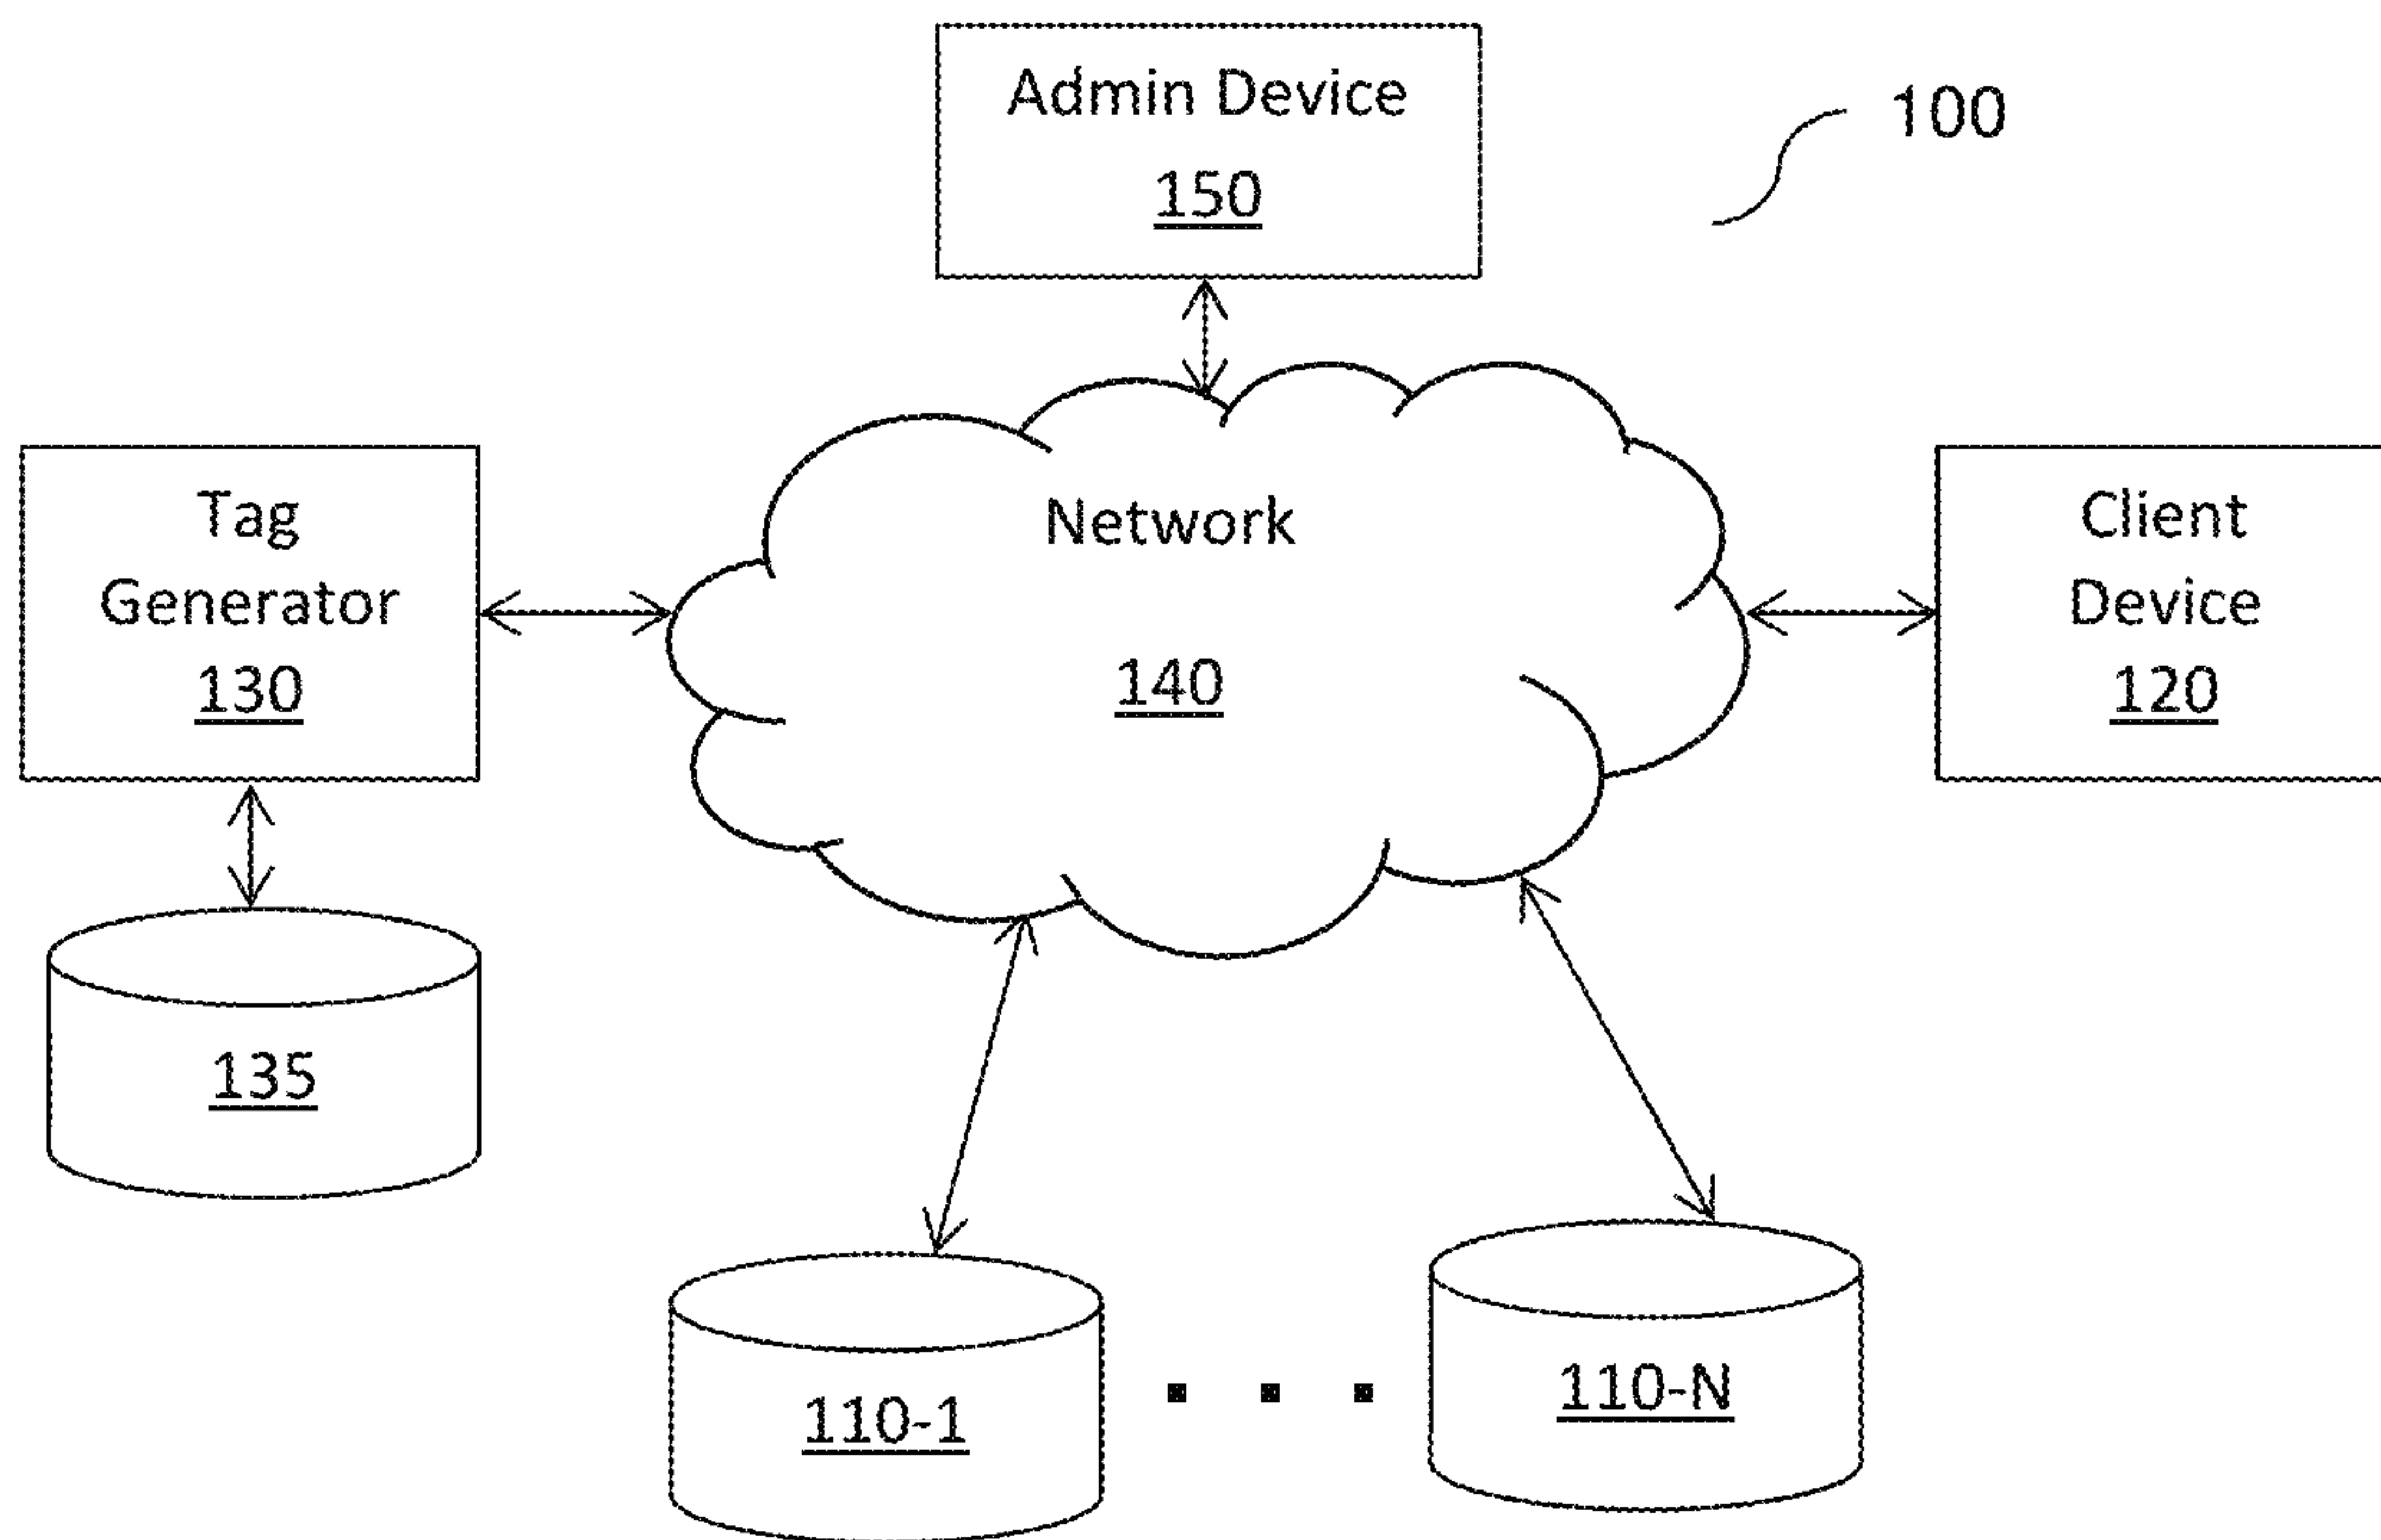 Admin Device
150
100
Tag
Generator
130
Network
140
Client
Device
120
135
110-1
110-N